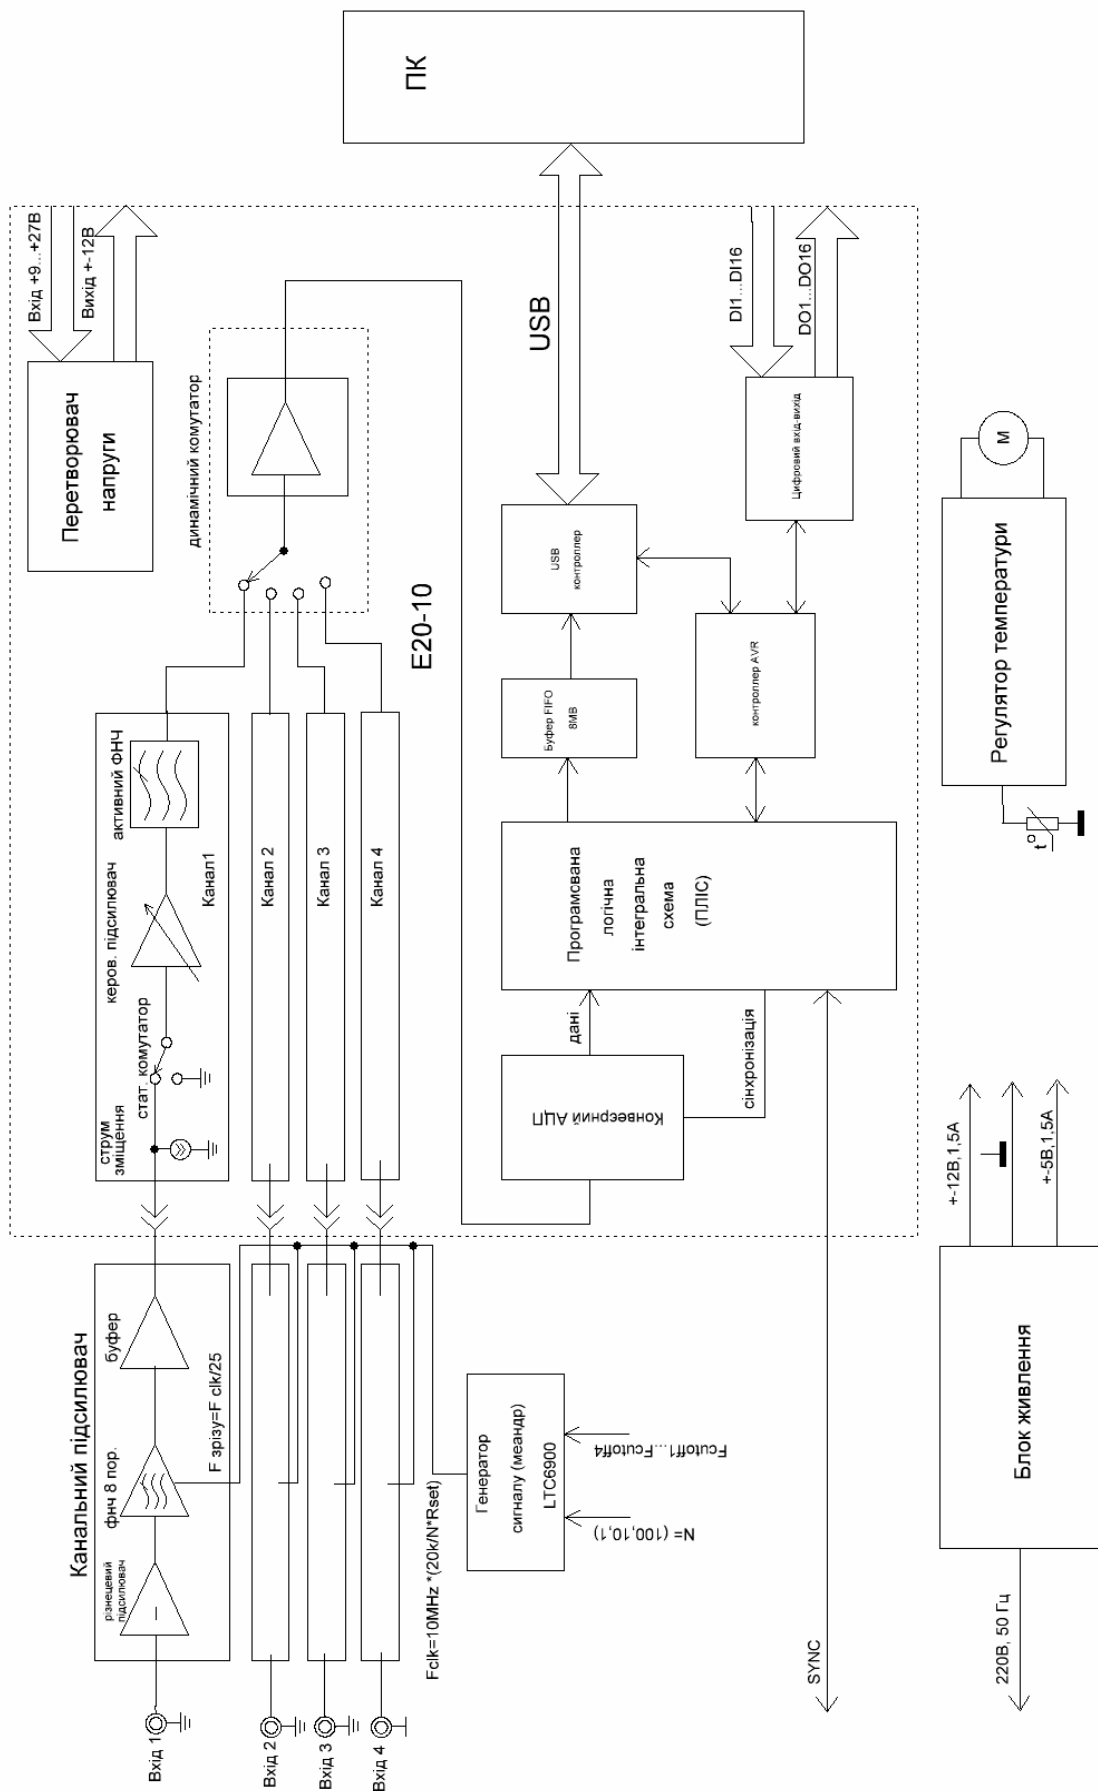 Вхід 1
Вхід 2
Вхід 3
Вхід 4
Канальний підсилювач
різнецевий
підсилювач
фнч 8 пор.
буфер
F зрізу=F clk/25
Fclk=10MHz *(20k/N*Rset)
Генератор
сигналу (меандр)
LTC6900
N= (100,10,1)
Fcutoff1...Fcutoff4
струм
зміщення
стат. комутатор
керов. підсилювач
активний ФНЧ
Канал1
Канал 2
Канал 3
Канал 4
динамічний комутатор
E20-10
Перетворювач
напруги
Вхід +9...+27В
Вихід +-12В
ПК
USB
USB
контроллер
Буфер FIFO
8MB
контроллер AVR
Цифровий вхід-вихід
DI1...DI16
DO1...DO16
Програмована
логічна
інтегральна
схема
(ПЛІС)
дані
сінхронізація
Конвеєрний АЦП
SYNC
Блок живлення
220В, 50 Гц
+-12В,1,5А
+-5В,1,5А
Регулятор температури
t°
М